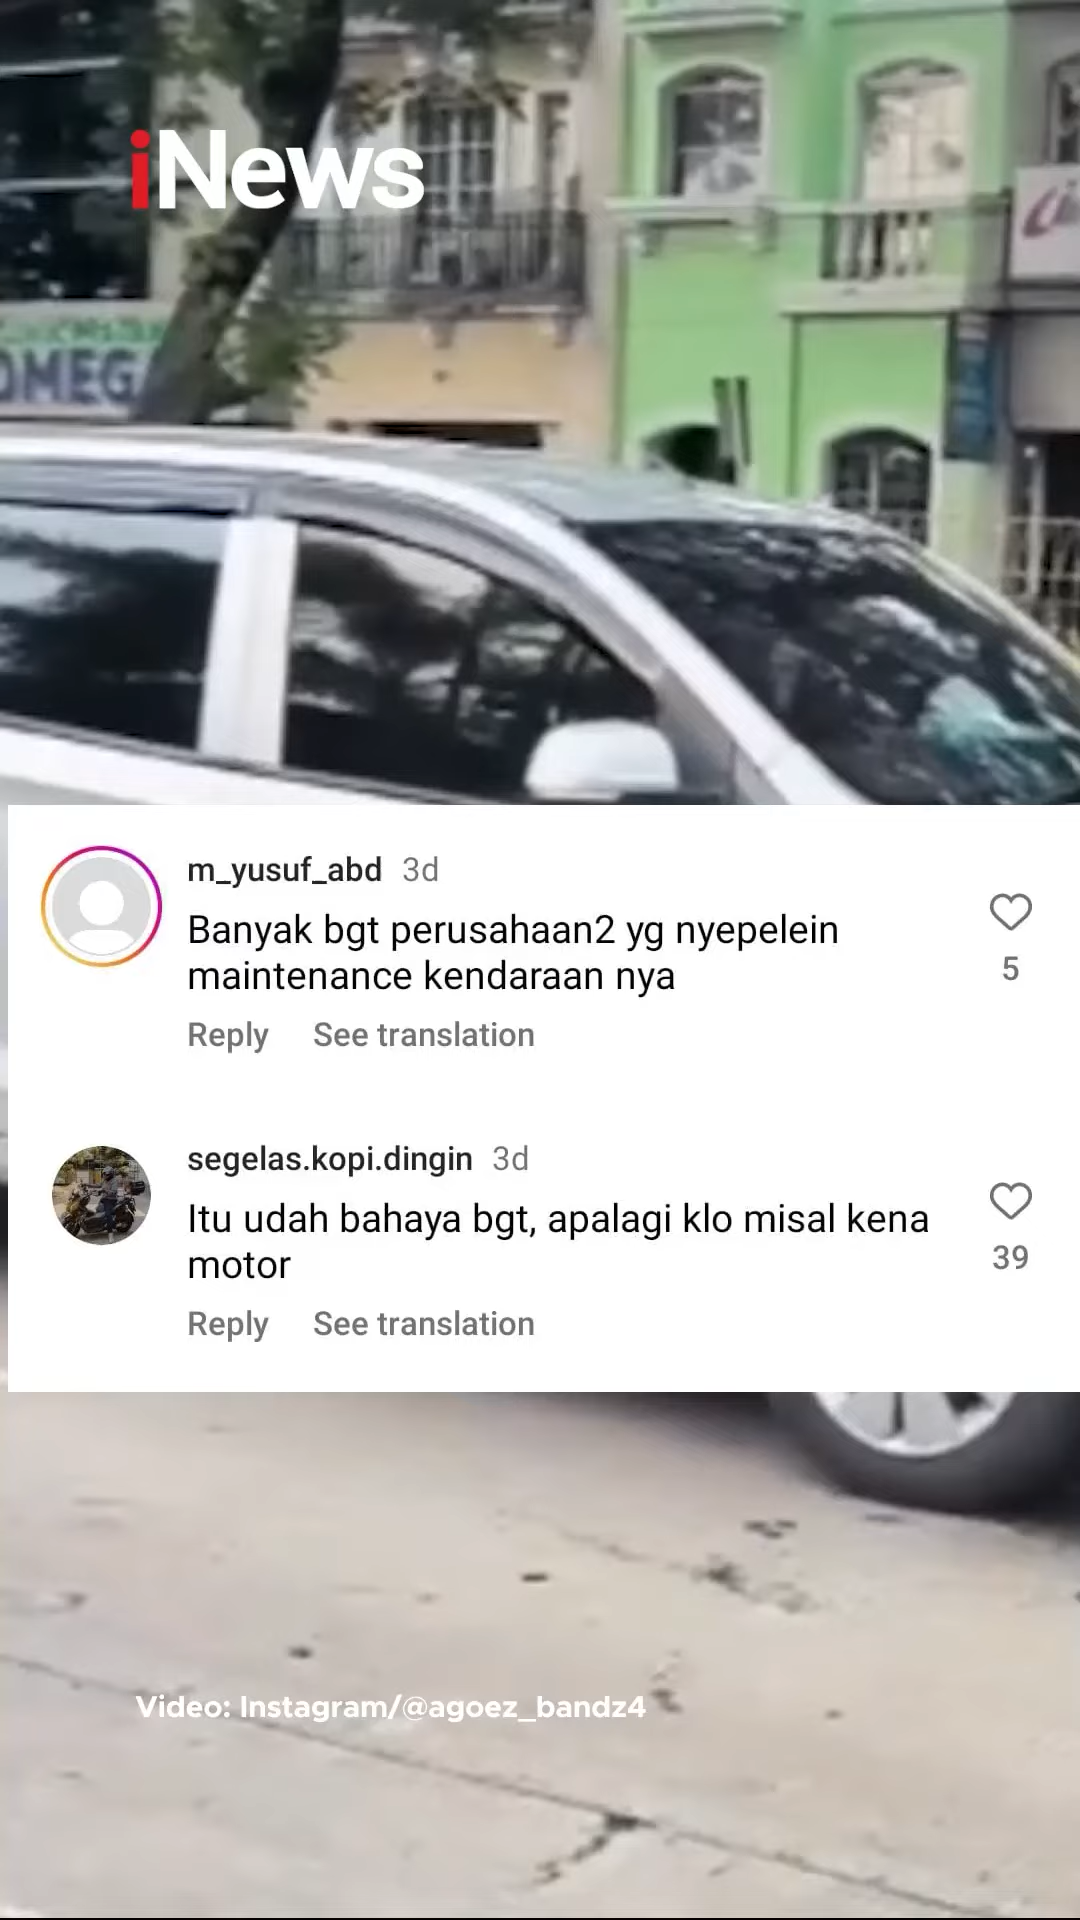 iNews
OMEG
m_yusuf_abd 3d
Banyak bgt perusahaan2 yg nyepelein
maintenance kendaraan nya
5
Reply See translation
segelas.kopi.dingin 3d
Itu udah bahaya bgt, apalagi klo misal kena
motor
39
Reply See translation
Video: Instagram/@agoez_bandz4